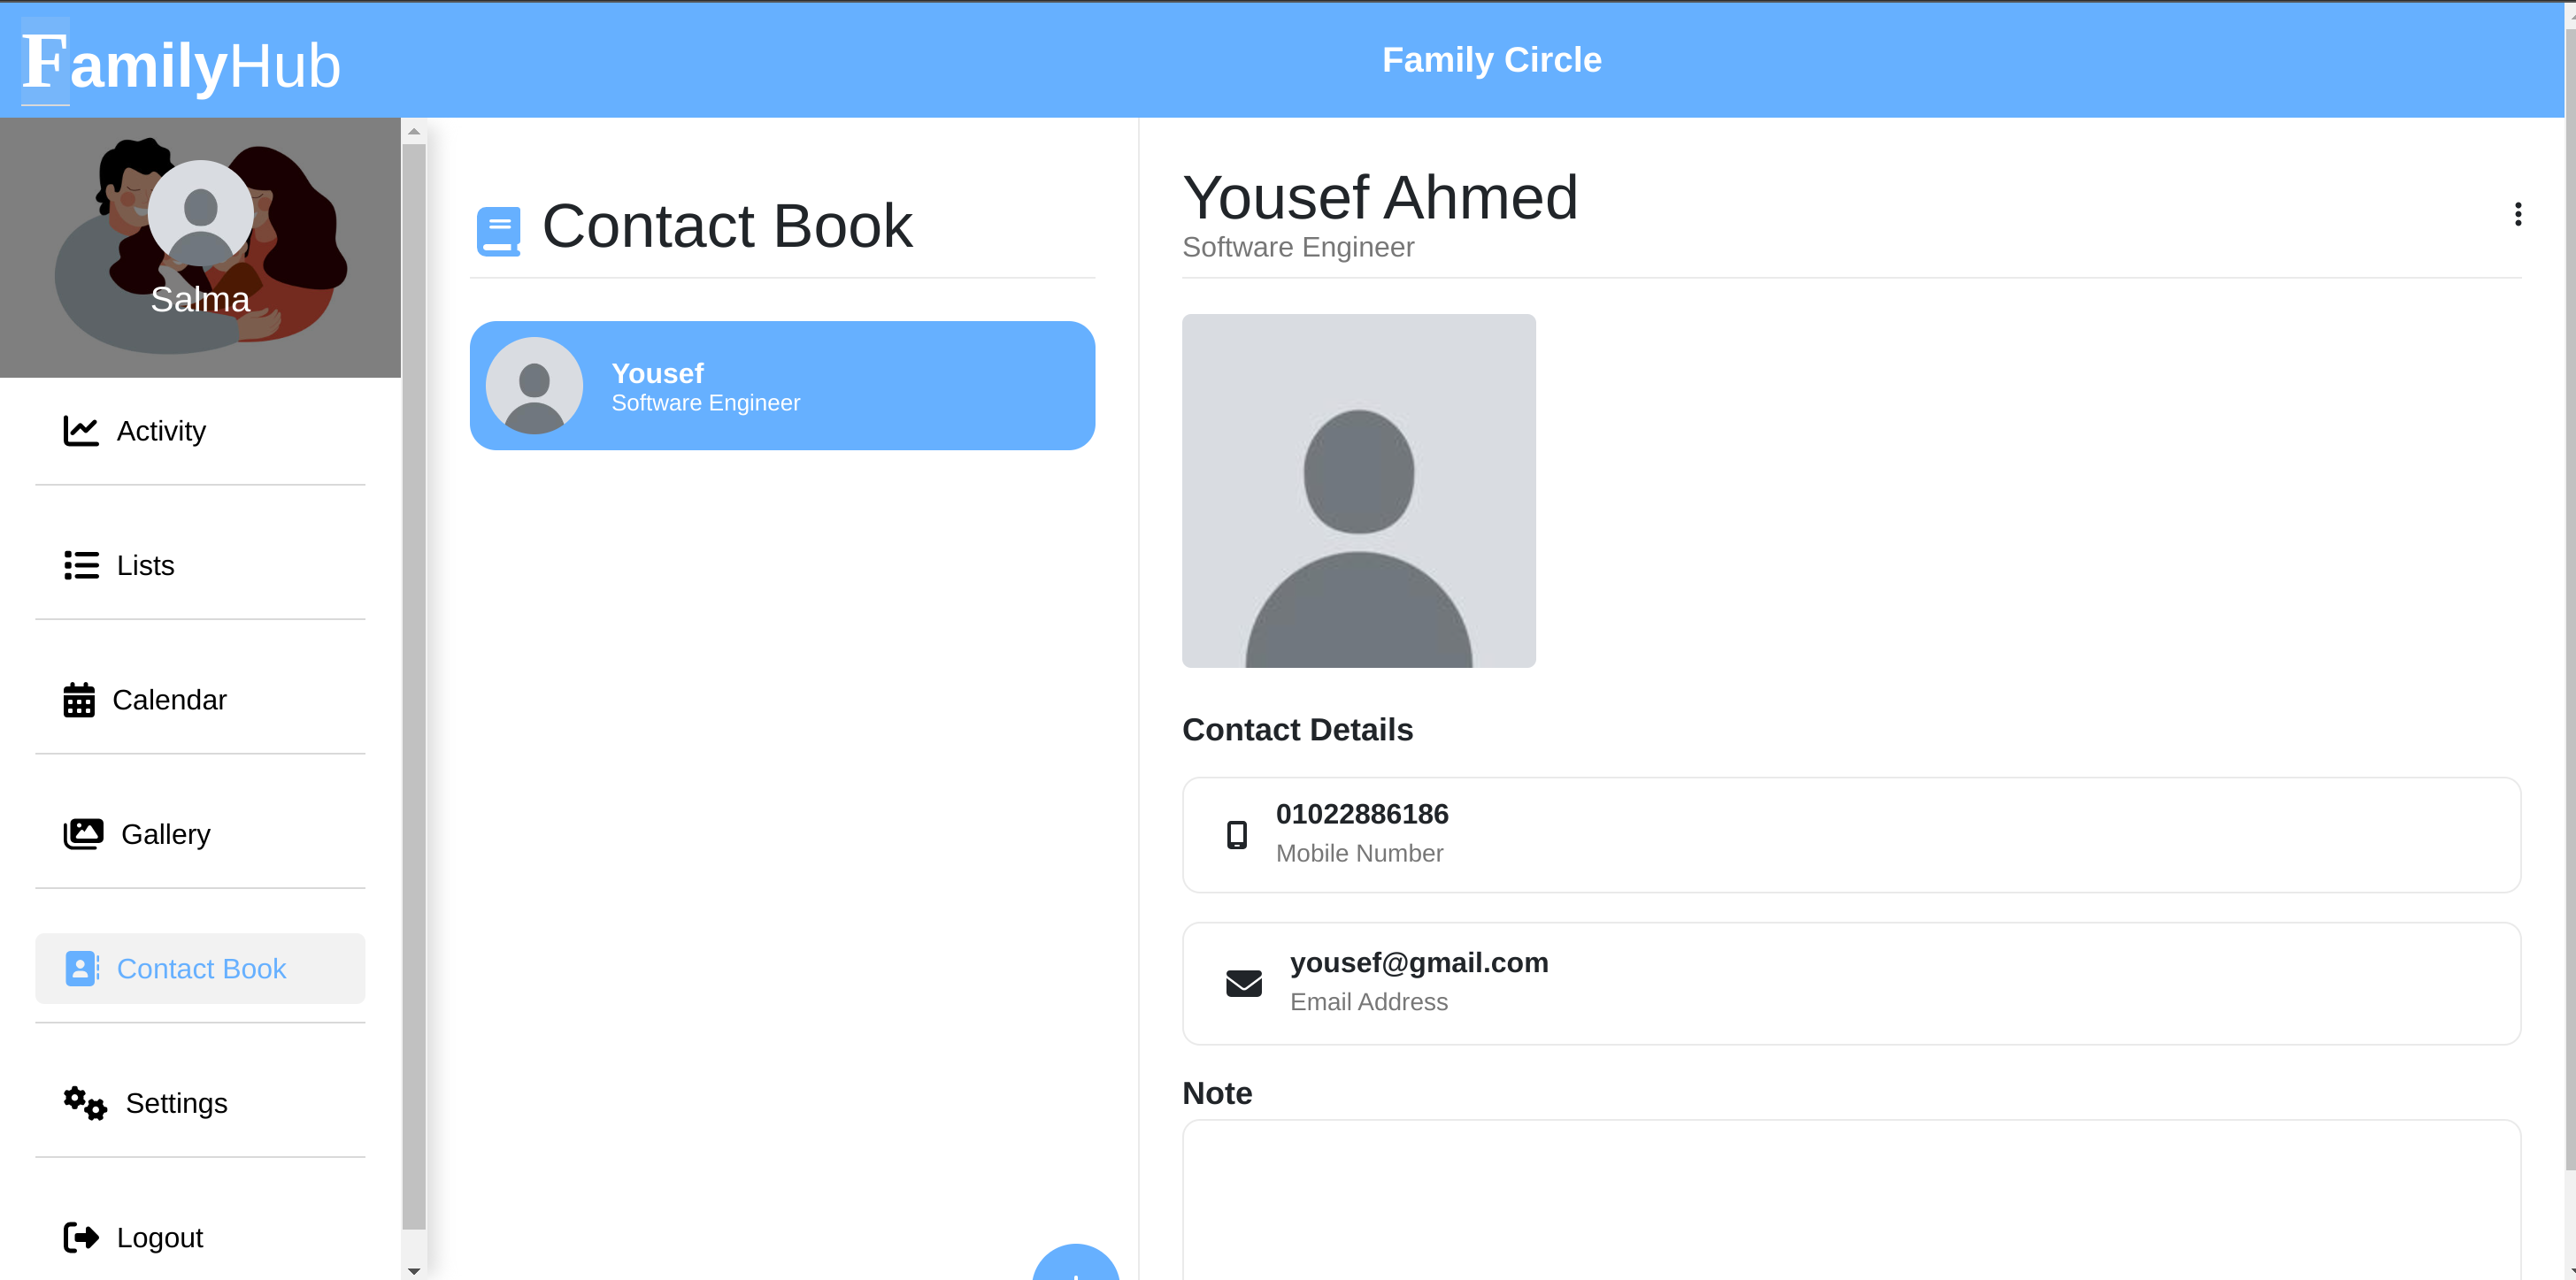 FamilyHub
Family Circle
Salma
Activity
Lists
Calendar
Gallery
Contact Book
Settings
Logout
Contact Book
Yousef
Software Engineer
Yousef Ahmed
Software Engineer
Contact Details
01022886186
Mobile Number
yousef@gmail.com
Email Address
Note